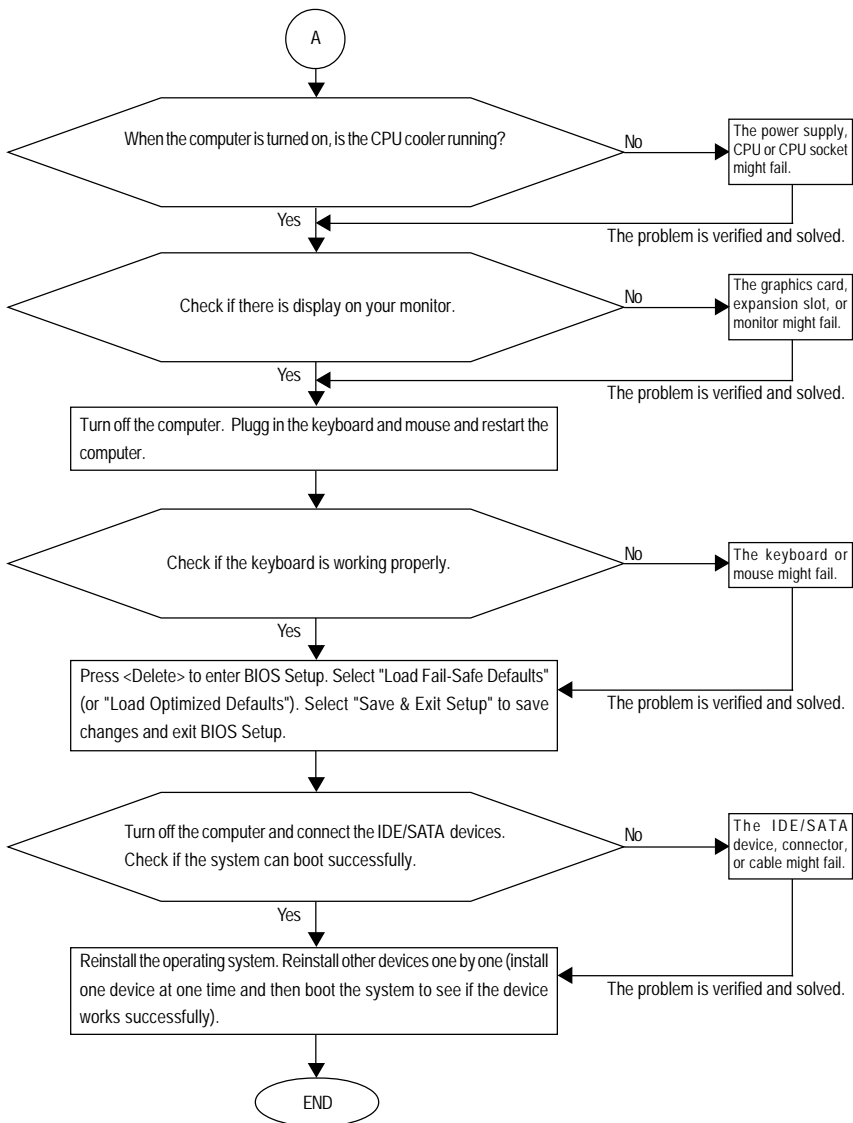 A
When the computer is turned on, is the CPU cooler running?
No
The power supply,
CPU or CPU socket
might fail.
Yes
The problem is verified and solved.
Check if there is display on your monitor.
No
The graphics card,
expansion slot, or
monitor might fail.
Yes
The problem is verified and solved.
Turn off the computer. Plugg in the keyboard and mouse and restart the
computer.
Check if the keyboard is working properly.
No
The keyboard or
mouse might fail.
Yes
Press <Delete> to enter BIOS Setup. Select "Load Fail-Safe Defaults"
(or "Load Optimized Defaults"). Select "Save & Exit Setup" to save
changes and exit BIOS Setup.
The problem is verified and solved.
Turn off the computer and connect the IDE/SATA devices.
Check if the system can boot successfully.
No
The IDE/SATA
device, connector,
or cable might fail.
Yes
Reinstall the operating system. Reinstall other devices one by one (install
one device at one time and then boot the system to see if the device
works successfully).
The problem is verified and solved.
END